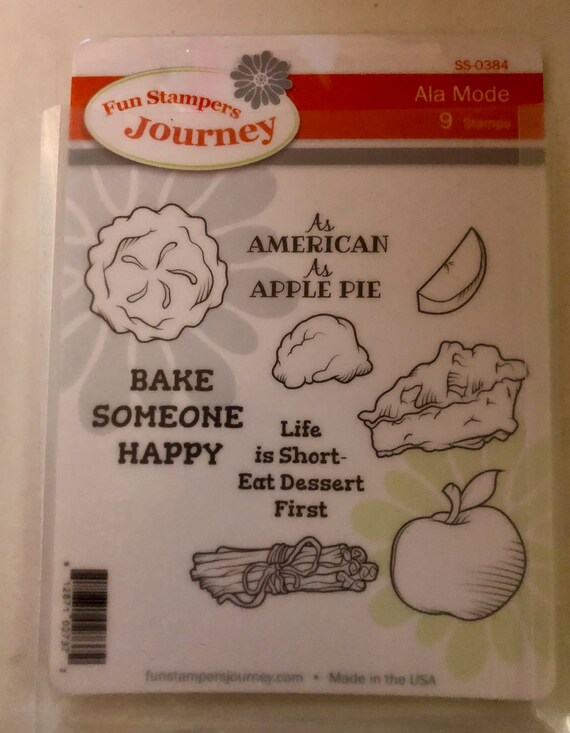 SS-0384
Fun Stampers
Journey
Ala Mode
9 Stamps
As
AMERICAN
As
APPLE PIE
BAKE
SOMEONE
HAPPY
Life
is Short-
Eat Dessert
First
funstampersjourney.com • Made in the USA